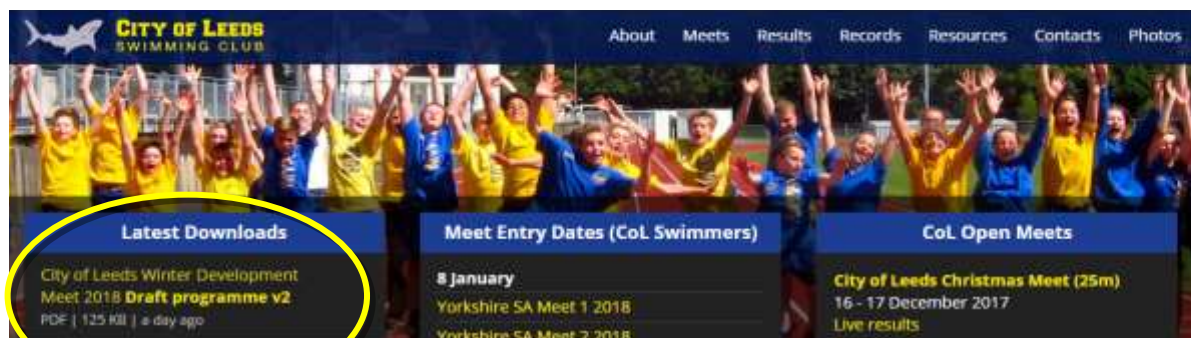 CITY OF LEEDS
SWIMMING CLUB
About Meets Results Records Resources Contacts Photos
Latest Downloads
City of Leeds Winter Development
Meet 2018 Draft programme v2
PDF | 125 KB | a day ago
Meet Entry Dates (CoL Swimmers)
8 January
Yorkshire SA Meet 1 2018
Yorkshire SA Meet 2 2018
CoL Open Meets
City of Leeds Christmas Meet (25m)
16 - 17 December 2017
Live results